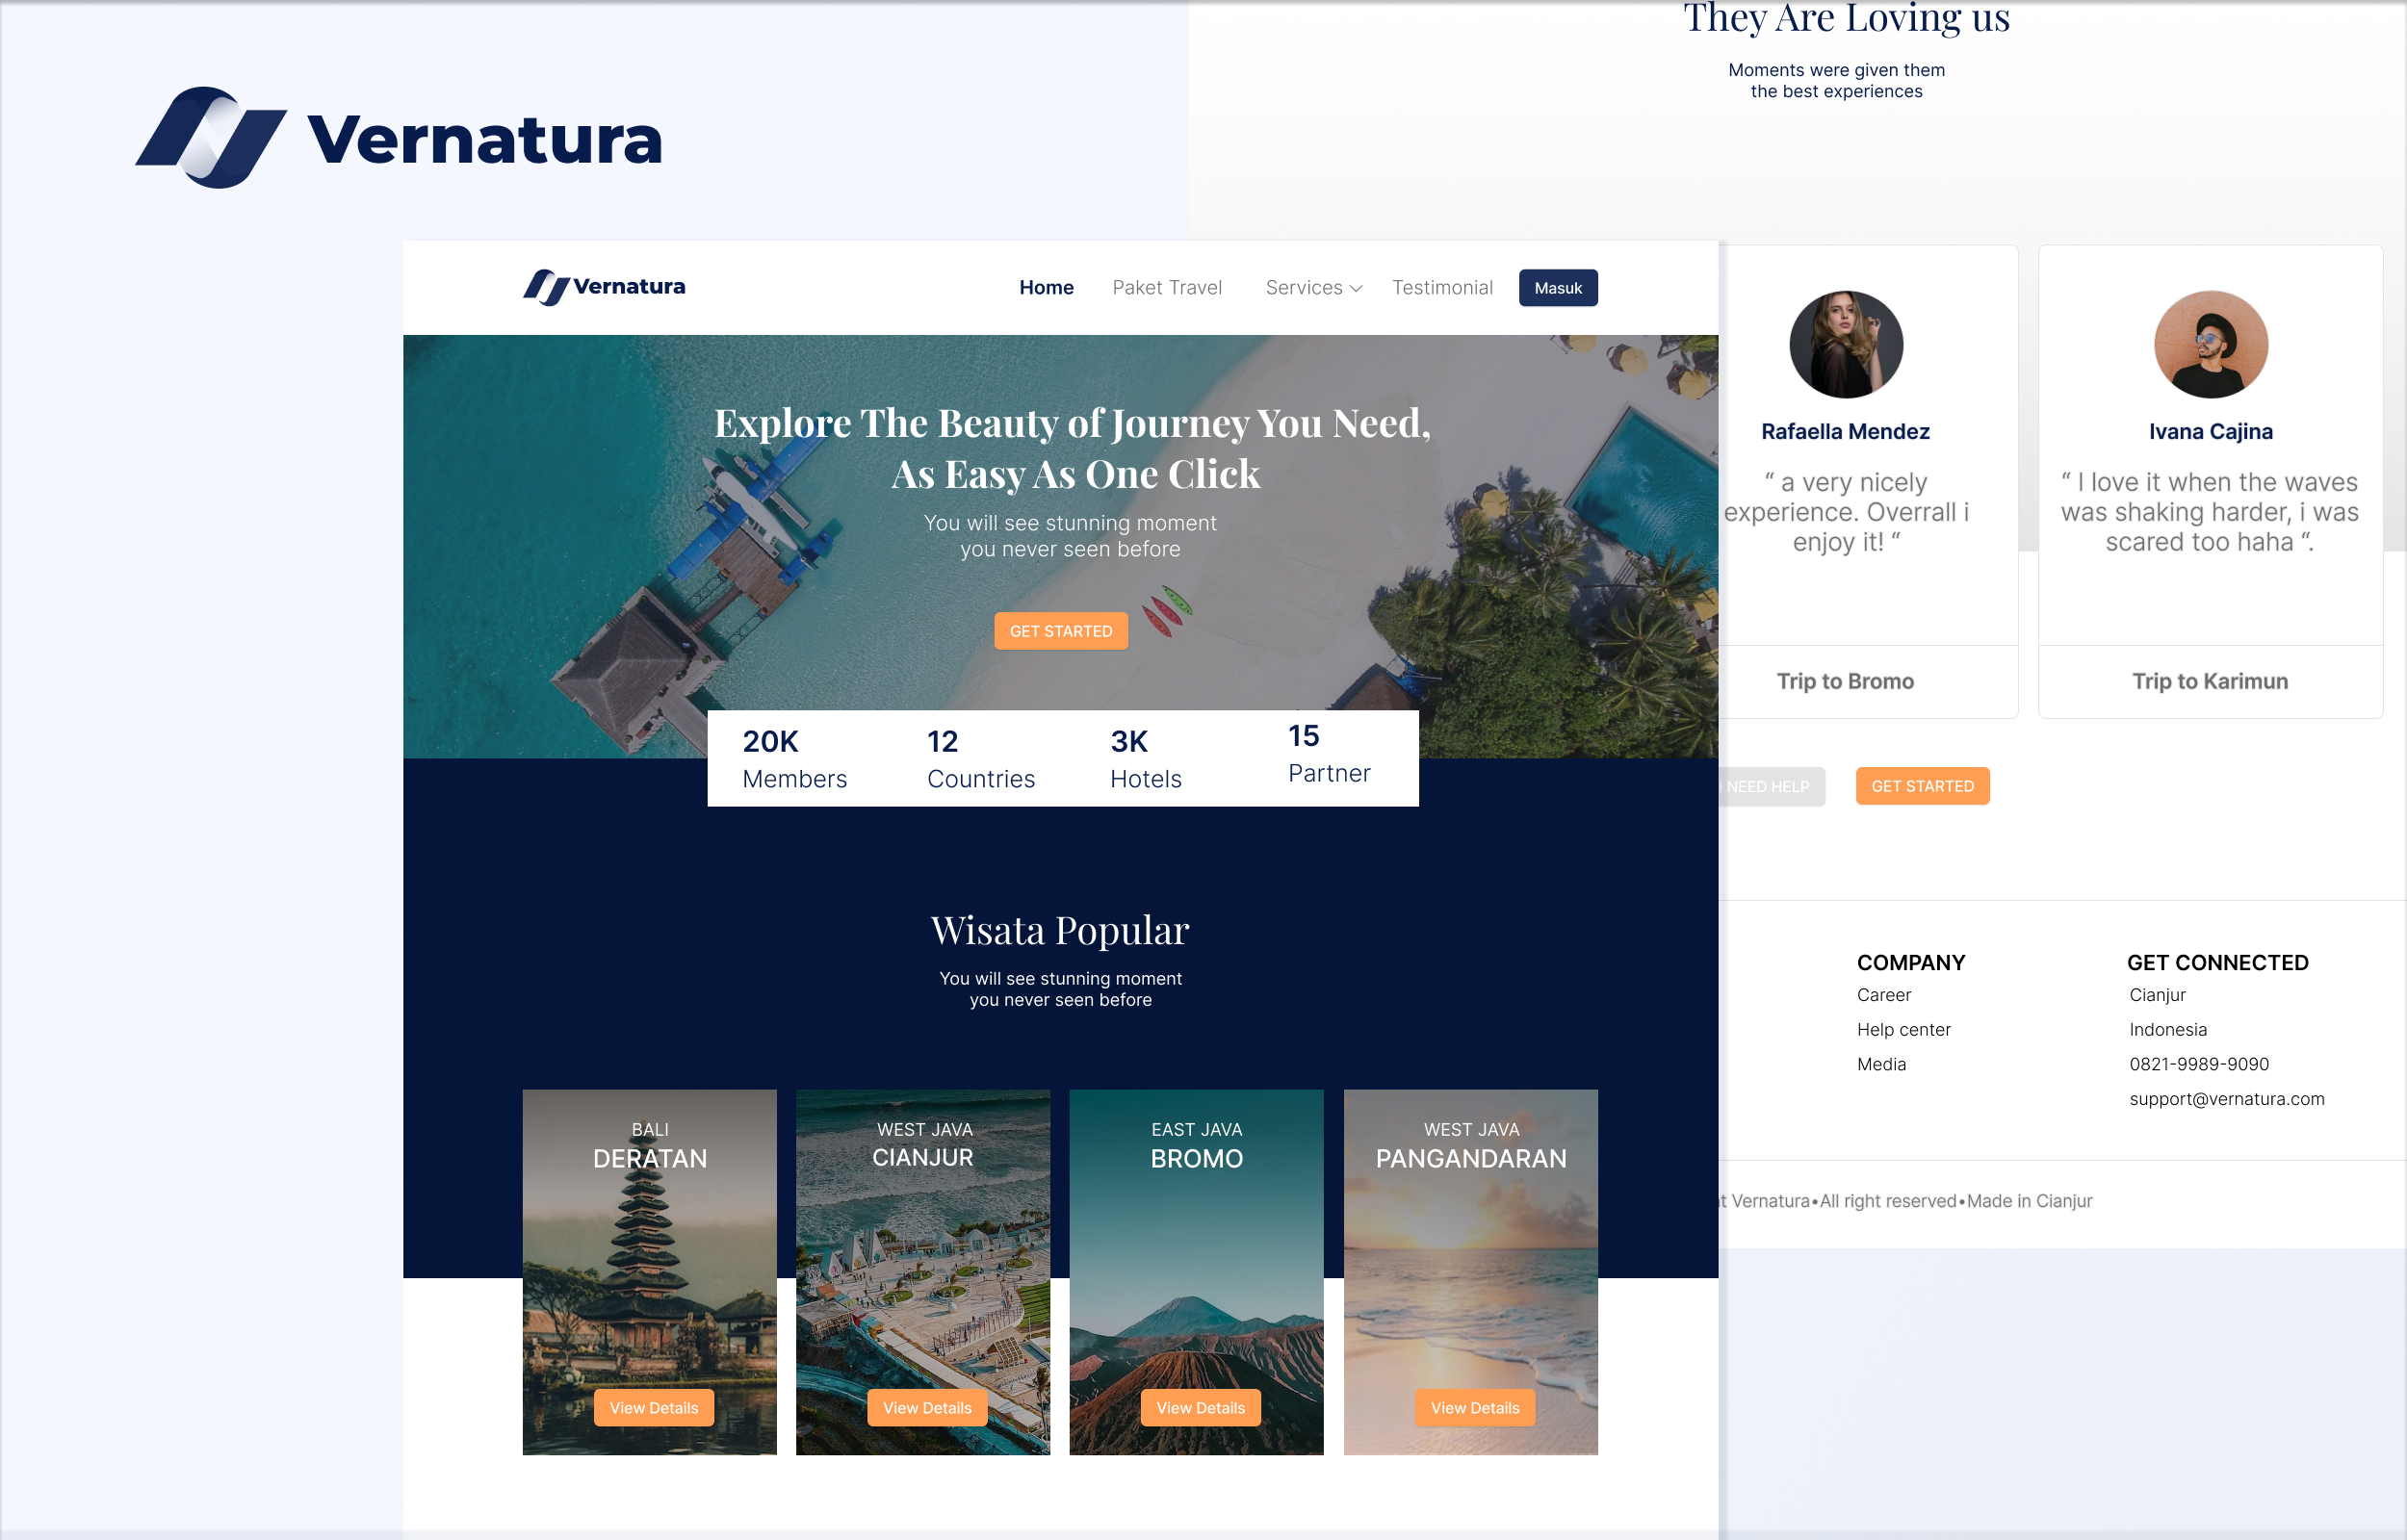 Vernatura
They Are Loving us
Moments were given them
the best experiences
Vernatura
Home
Paket Travel
Services
Testimonial
Masuk
Explore The Beauty of Journey You Need,
As Easy As One Click
You will see stunning moment
you never seen before
GET STARTED
20K
Members
12
Countries
3K
Hotels
15
Partner
Wisata Popular
You will see stunning moment
you never seen before
BALI
DERATAN
View Details
WEST JAVA
CIANJUR
View Details
EAST JAVA
BROMO
View Details
WEST JAVA
PANGANDARAN
View Details
Rafaella Mendez
“ a very nicely
experience. Overrall i
enjoy it! “
Trip to Bromo
Ivana Cajina
“ I love it when the waves
was shaking harder, i was
scared too haha “.
Trip to Karimun
I NEED HELP
GET STARTED
COMPANY
Career
Help center
Media
GET CONNECTED
Cianjur
Indonesia
0821-9989-9090
support@vernatura.com
Vernatura•All right reserved•Made in Cianjur